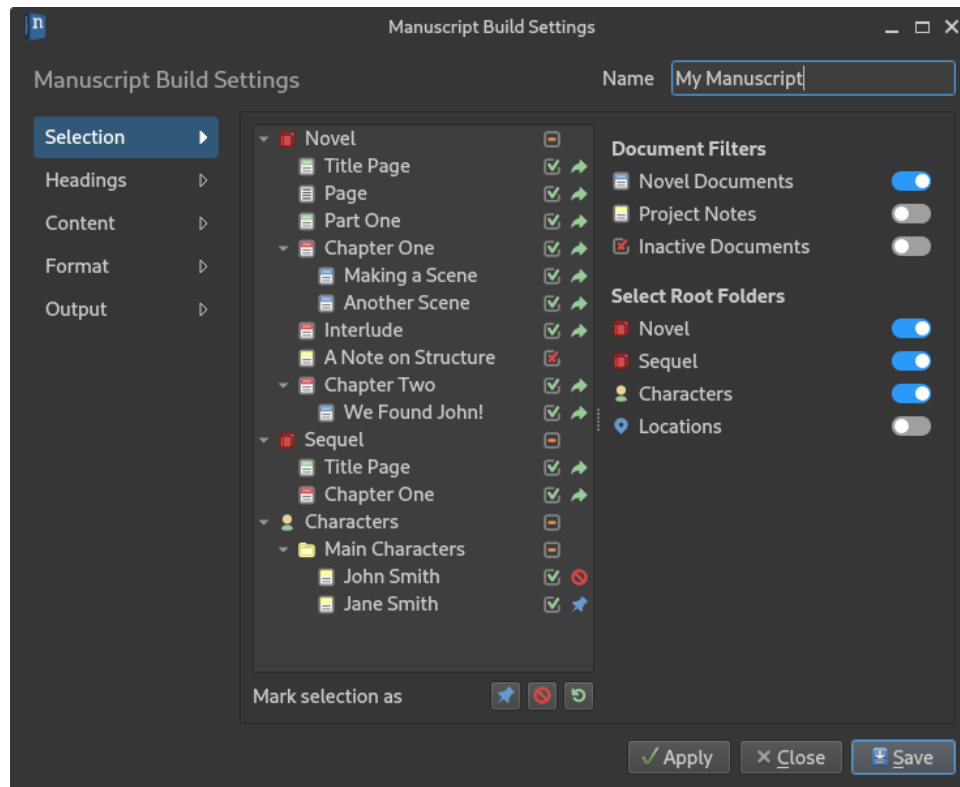 n
Manuscript Build Settings
Manuscript Build Settings
Name
My Manuscript
Selection
Headings
Content
Format
Output
Novel
Title Page
Page
Part One
Chapter One
Making a Scene
Another Scene
Interlude
A Note on Structure
Chapter Two
We Found John!
Sequel
Title Page
Chapter One
Characters
Main Characters
John Smith
Jane Smith
Mark selection as
Document Filters
Novel Documents
Project Notes
Inactive Documents
Select Root Folders
Novel
Sequel
Characters
Locations
Apply
Close
Save